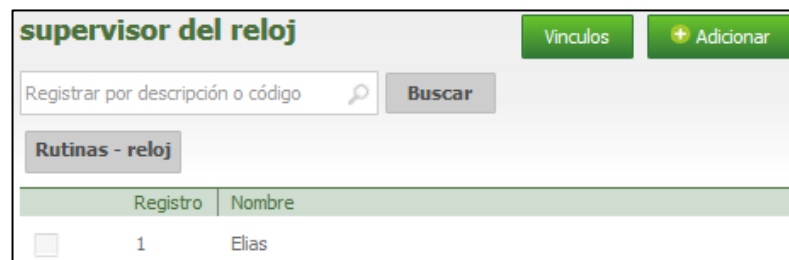 supervisor del reloj
Vinculos
Adicionar
Registrar por descripción o código
Buscar
Rutinas - reloj
Registro Nombre
1 Elias